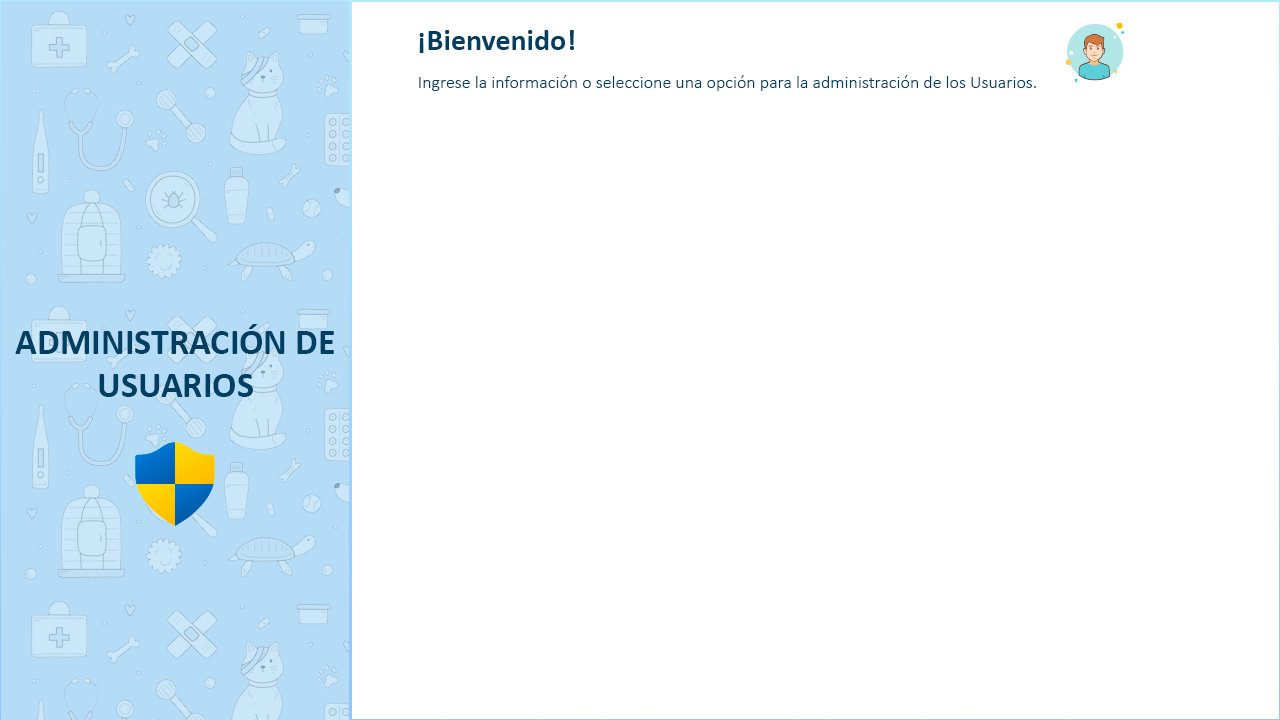 ADMINISTRACIÓN DE
USUARIOS
¡Bienvenido!
Ingrese la información o seleccione una opción para la administración de los Usuarios.